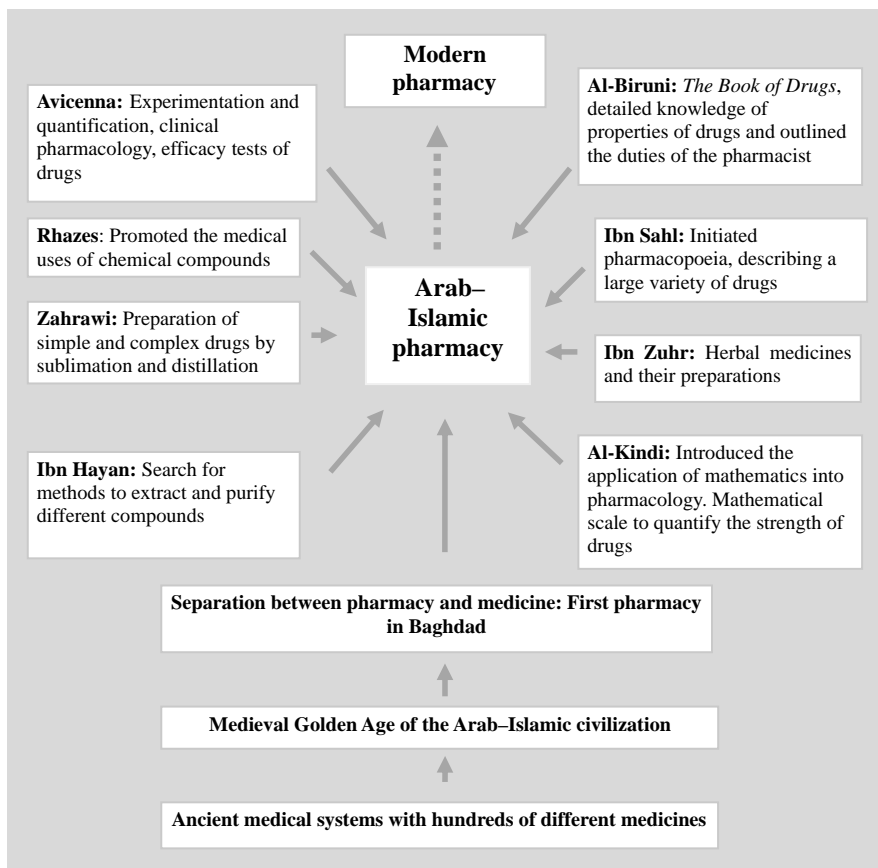 Modern
pharmacy
Avicenna: Experimentation and
quantification, clinical
pharmacology, efficacy tests of
drugs
Al-Biruni: The Book of Drugs,
detailed knowledge of
properties of drugs and outlined
the duties of the pharmacist
Rhazes: Promoted the medical
uses of chemical compounds
Ibn Sahl: Initiated
pharmacopoeia, describing a
large variety of drugs
Arab–
Islamic
pharmacy
Zahrawi: Preparation of
simple and complex drugs by
sublimation and distillation
Ibn Zuhr: Herbal medicines
and their preparations
Ibn Hayan: Search for
methods to extract and purify
different compounds
Al-Kindi: Introduced the
application of mathematics into
pharmacology. Mathematical
scale to quantify the strength of
drugs
Separation between pharmacy and medicine: First pharmacy
in Baghdad
Medieval Golden Age of the Arab–Islamic civilization
Ancient medical systems with hundreds of different medicines